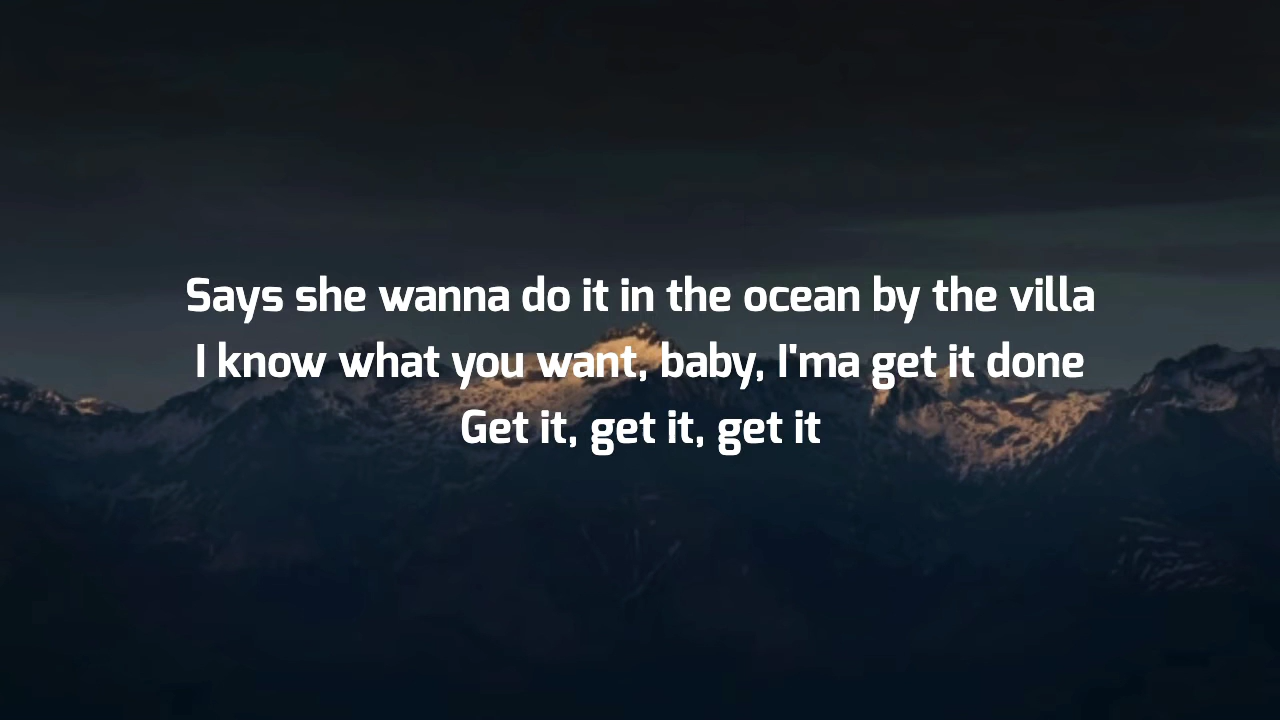 Says she wanna do it in the ocean by the villa
I know what you want, baby, I'ma get it done
Get it, get it, get it